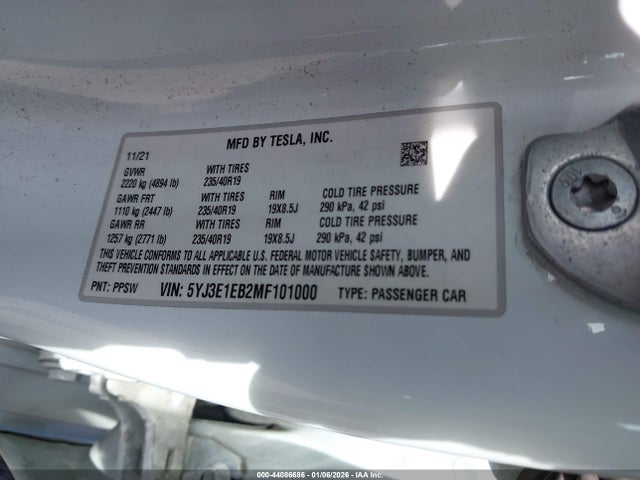 MFD BY TESLA, INC.
11/21
GVWR WITH TIRES
2220 kg (4894 lb) 235/40R19
GAWR FRT WITH TIRES RIM COLD TIRE PRESSURE
1110 kg (2447 lb) 235/40R19 19X8.5J 290 kPa, 42 psi
GAWR RR WITH TIRES RIM COLD TIRE PRESSURE
1257 kg (2771 lb) 235/40R19 19X8.5J 290 kPa, 42 psi
THIS VEHICLE CONFORMS TO ALL APPLICABLE U.S. FEDERAL MOTOR VEHICLE SAFETY, BUMPER, AND
THEFT PREVENTION STANDARDS IN EFFECT ON THE DATE OF MANUFACTURE SHOWN ABOVE.
PNT: PPSW VIN: 5YJ3E1EB2MF101000 TYPE: PASSENGER CAR
000-44086686 - 01/06/2026 - IAA Inc.